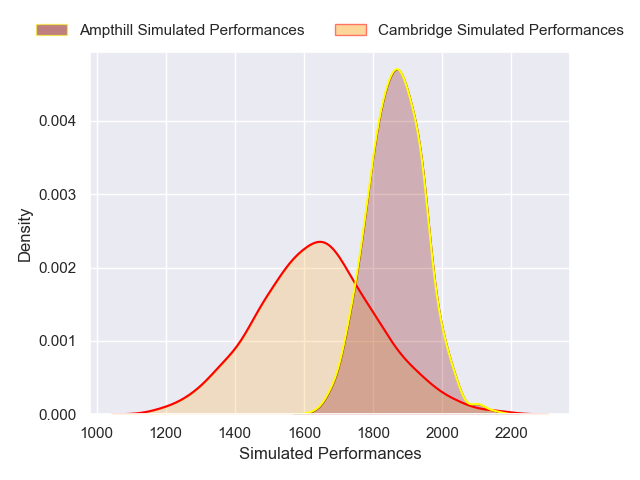 Ampthill Simulated Performances
Cambridge Simulated Performances
Density
0.004
0.003
0.002
0.001
0.000
1000 1200 1400 1600 1800 2000 2200
Simulated Performances